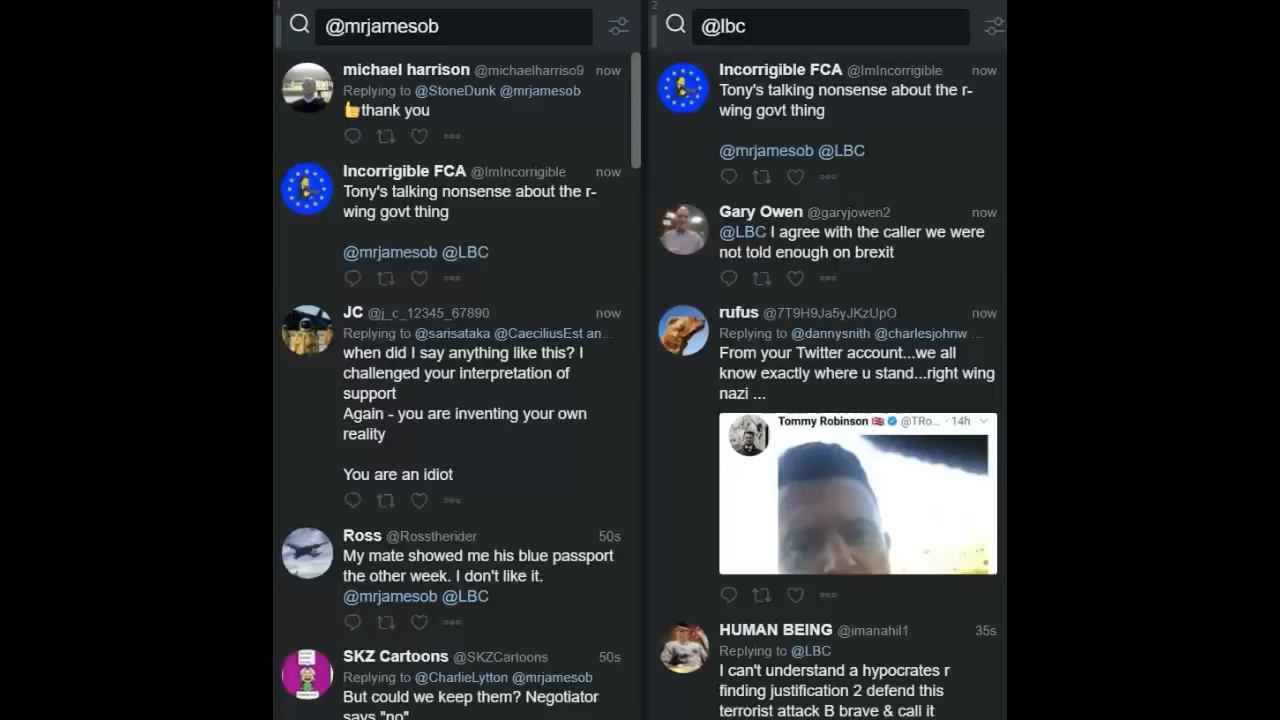 1
@mrjamesob
michael harrison @michaelharriso9 now
Replying to @StoneDunk @mrjamesob
👍thank you
Incorrigible FCA @ImIncorrigible now
Tony's talking nonsense about the r-
wing govt thing
@mrjamesob @LBC
JC @j_c_12345_67890 now
Replying to @sarisataka @CaeciliusEst an...
when did I say anything like this? I
challenged your interpretation of
support
Again - you are inventing your own
reality
You are an idiot
Ross @Rosstherider 50s
My mate showed me his blue passport
the other week. I don't like it.
@mrjamesob @LBC
SKZ Cartoons @SKZCartoons 50s
Replying to @CharlieLytton @mrjamesob
But could we keep them? Negotiator
says "no"
2
@lbc
Incorrigible FCA @ImIncorrigible now
Tony's talking nonsense about the r-
wing govt thing
@mrjamesob @LBC
Gary Owen @garyjowen2 now
@LBC I agree with the caller we were
not told enough on brexit
rufus @7T9H9Ja5yJKzUpO now
Replying to @dannysnith @charlesjohnw ...
From your Twitter account...we all
know exactly where u stand...right wing
nazi ...
Tommy Robinson 🇬🇧 @TRo... · 14h
HUMAN BEING @imanahil1 35s
Replying to @LBC
I can't understand a hypocrates r
finding justification 2 defend this
terrorist attack B brave & call it